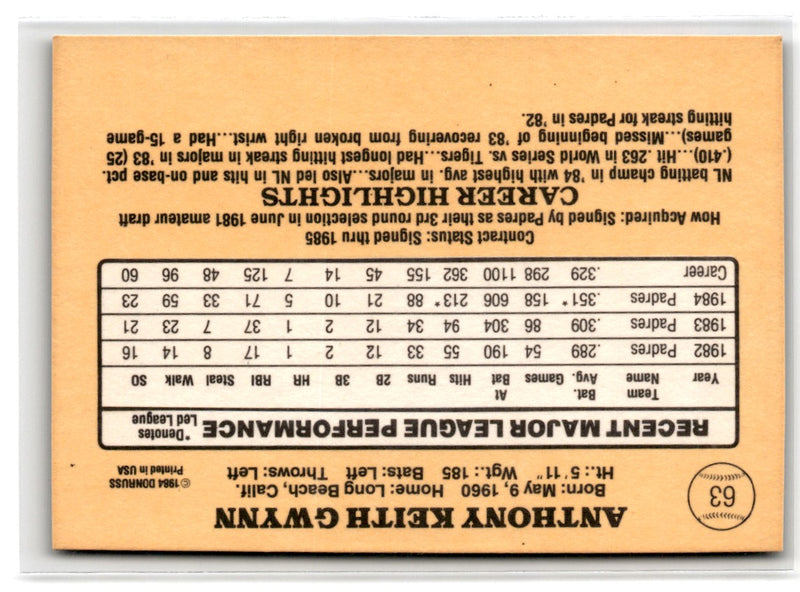 63
ANTHONY KEITH GWYNN
Born: May 9, 1960 Home: Long Beach, Calif.
Ht.: 5'11" Wgt.: 185 Bats: Left Throws: Left
© 1984 DONRUSS
Printed in USA
RECENT MAJOR LEAGUE PERFORMANCE *Denotes Led League
Year Team Name Bat. Avg. Games At Bat Hits Runs 2B 3B HR RBI Steal Walk SO
1982 Padres .289 54 190 55 33 12 2 1 17 8 14 16
1983 Padres .309 86 304 94 34 12 2 1 37 7 23 21
1984 Padres .351* 158 606 213* 88 21 10 5 71 33 59 23
Career .329 298 1100 362 155 45 14 7 125 48 96 60
Contract Status: Signed thru 1985
How Acquired: Signed by Padres as their 3rd round selection in June 1981 amateur draft
CAREER HIGHLIGHTS
NL batting champ in '84 with highest avg. in majors...Also led NL in hits and on-base pct.
(.410)...Hit .263 in World Series vs. Tigers...Had longest hitting streak in majors in '83 (25
games)...Missed beginning of '83 recovering from broken right wrist...Had a 15-game
hitting streak for Padres in '82.